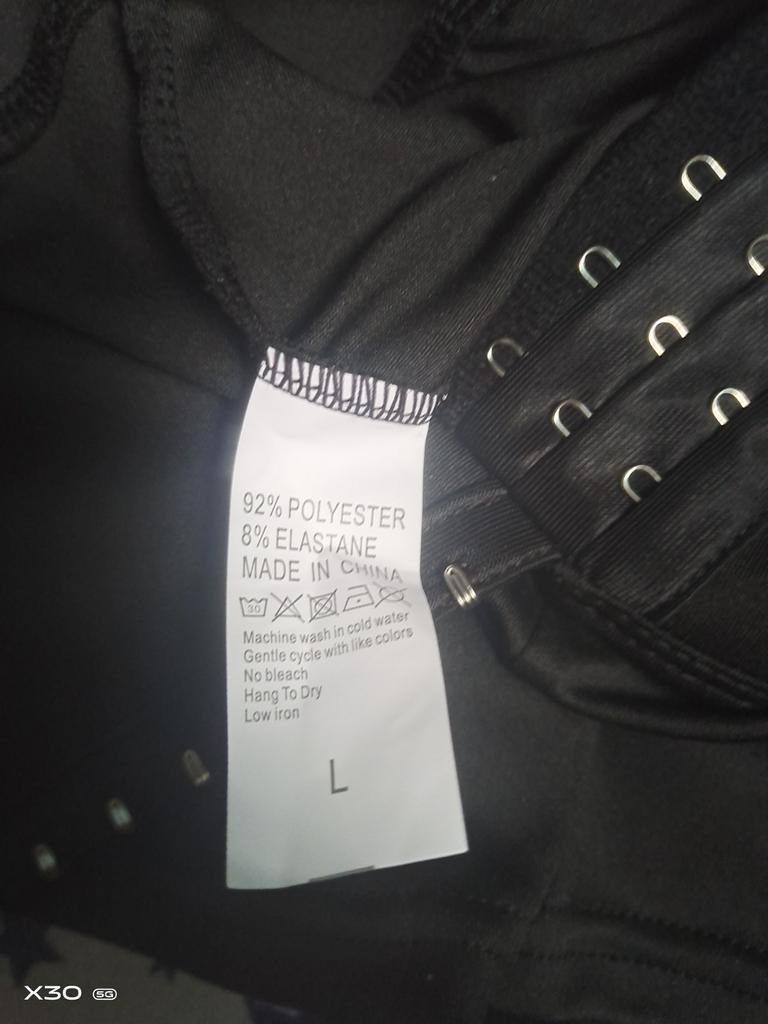 92% POLYESTER
8% ELASTANE
MADE IN CHINA
30
Machine wash in cold water
Gentle cycle with like colors
No bleach
Hang To Dry
Low iron
L
X30 5G